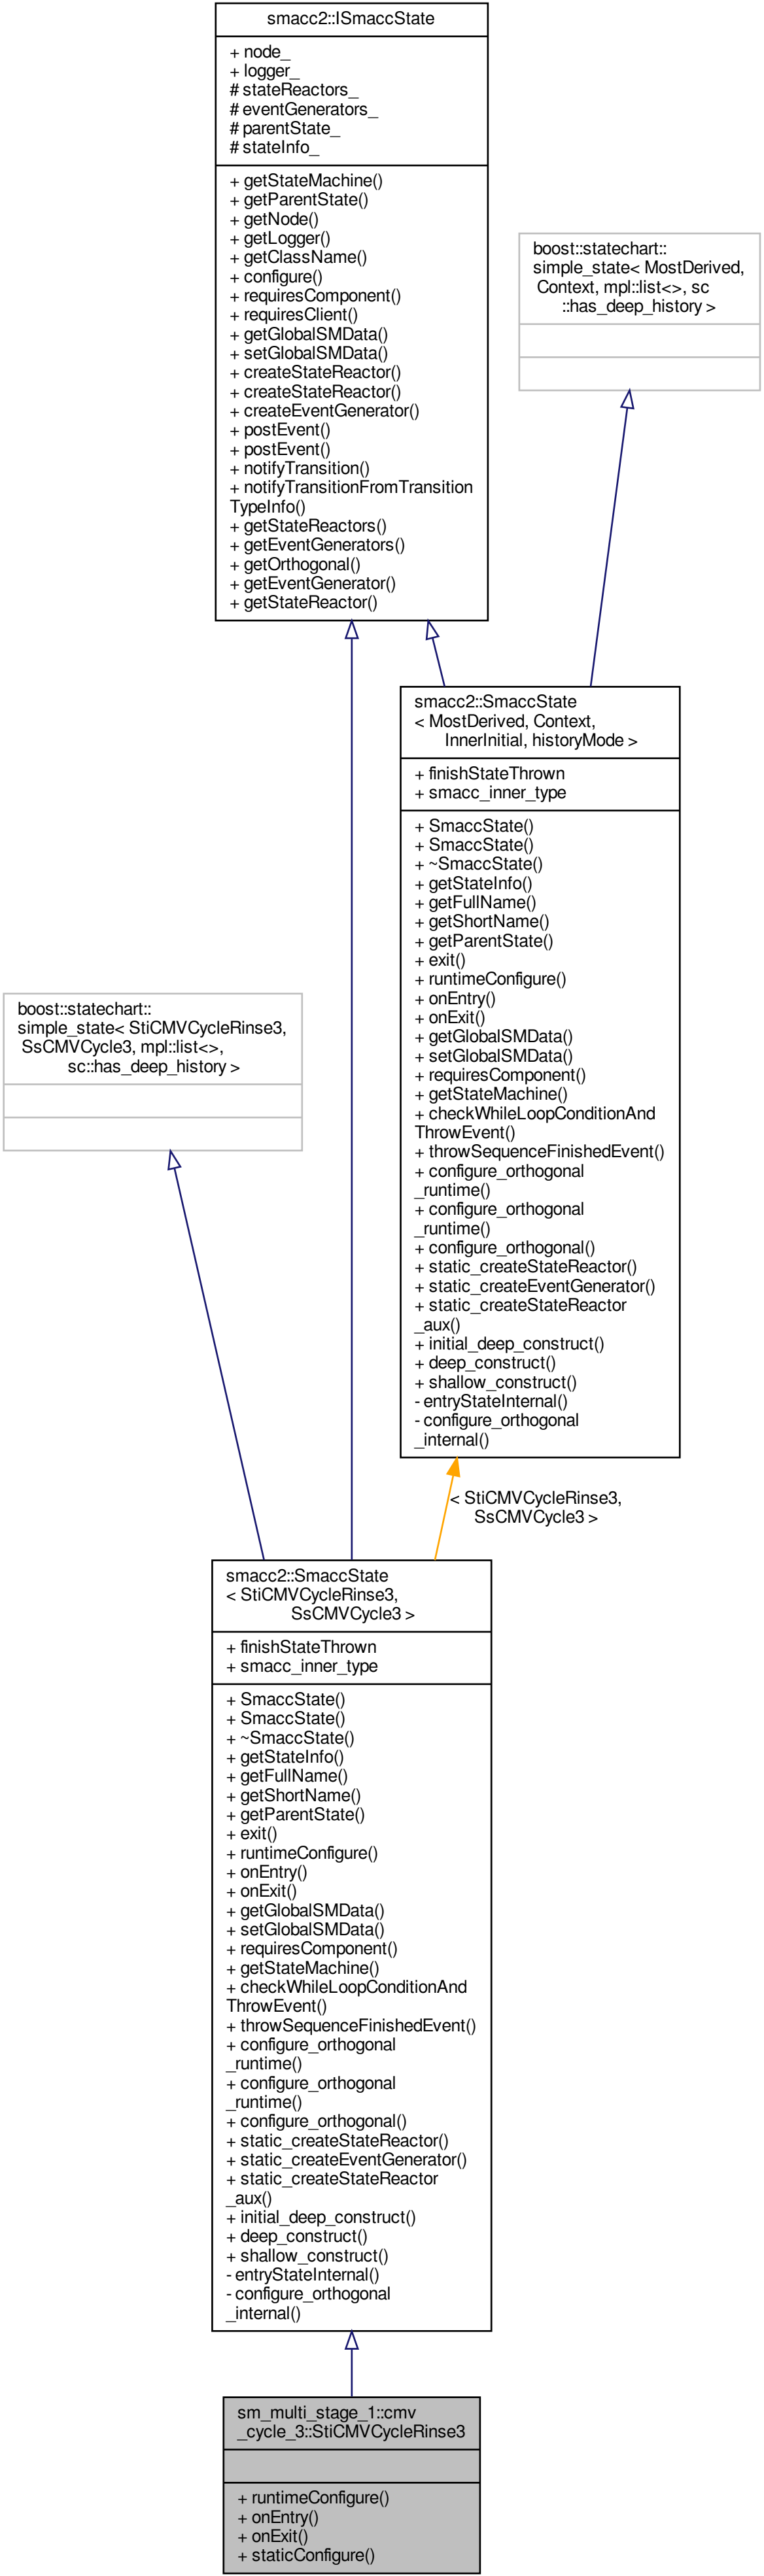 smacc2::ISmaccState
+ node_
+ logger_
# stateReactors_
# eventGenerators_
# parentState_
# stateInfo_
+ getStateMachine()
+ getParentState()
+ getNode()
+ getLogger()
+ getClassName()
+ configure()
+ requiresComponent()
+ requiresClient()
+ getGlobalSMData()
+ setGlobalSMData()
+ createStateReactor()
+ createStateReactor()
+ createEventGenerator()
+ postEvent()
+ postEvent()
+ notifyTransition()
+ notifyTransitionFromTransition
TypeInfo()
+ getStateReactors()
+ getEventGenerators()
+ getOrthogonal()
+ getEventGenerator()
+ getStateReactor()
boost::statechart::
simple_state< MostDerived,
Context, mpl::list<>, sc
::has_deep_history >
smacc2::SmaccState
< MostDerived, Context,
InnerInitial, historyMode >
+ finishStateThrown
+ smacc_inner_type
+ SmaccState()
+ SmaccState()
+ ~SmaccState()
+ getStateInfo()
+ getFullName()
+ getShortName()
+ getParentState()
+ exit()
+ runtimeConfigure()
+ onEntry()
+ onExit()
+ getGlobalSMData()
+ setGlobalSMData()
+ requiresComponent()
+ getStateMachine()
+ checkWhileLoopConditionAnd
ThrowEvent()
+ throwSequenceFinishedEvent()
+ configure_orthogonal
_runtime()
+ configure_orthogonal
_runtime()
+ configure_orthogonal()
+ static_createStateReactor()
+ static_createEventGenerator()
+ static_createStateReactor
_aux()
+ initial_deep_construct()
+ deep_construct()
+ shallow_construct()
- entryStateInternal()
- configure_orthogonal
_internal()
boost::statechart::
simple_state< StiCMVCycleRinse3,
SsCMVCycle3, mpl::list<>,
sc::has_deep_history >
< StiCMVCycleRinse3,
SsCMVCycle3 >
smacc2::SmaccState
< StiCMVCycleRinse3,
SsCMVCycle3 >
+ finishStateThrown
+ smacc_inner_type
+ SmaccState()
+ SmaccState()
+ ~SmaccState()
+ getStateInfo()
+ getFullName()
+ getShortName()
+ getParentState()
+ exit()
+ runtimeConfigure()
+ onEntry()
+ onExit()
+ getGlobalSMData()
+ setGlobalSMData()
+ requiresComponent()
+ getStateMachine()
+ checkWhileLoopConditionAnd
ThrowEvent()
+ throwSequenceFinishedEvent()
+ configure_orthogonal
_runtime()
+ configure_orthogonal
_runtime()
+ configure_orthogonal()
+ static_createStateReactor()
+ static_createEventGenerator()
+ static_createStateReactor
_aux()
+ initial_deep_construct()
+ deep_construct()
+ shallow_construct()
- entryStateInternal()
- configure_orthogonal
_internal()
sm_multi_stage_1::cmv
_cycle_3::StiCMVCycleRinse3
+ runtimeConfigure()
+ onEntry()
+ onExit()
+ staticConfigure()